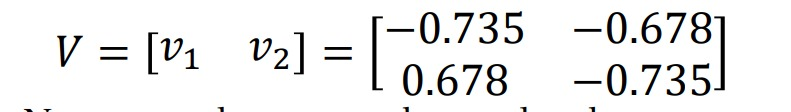 V = [v₁ v₂] = [−0.735 −0.678
0.678 −0.735]